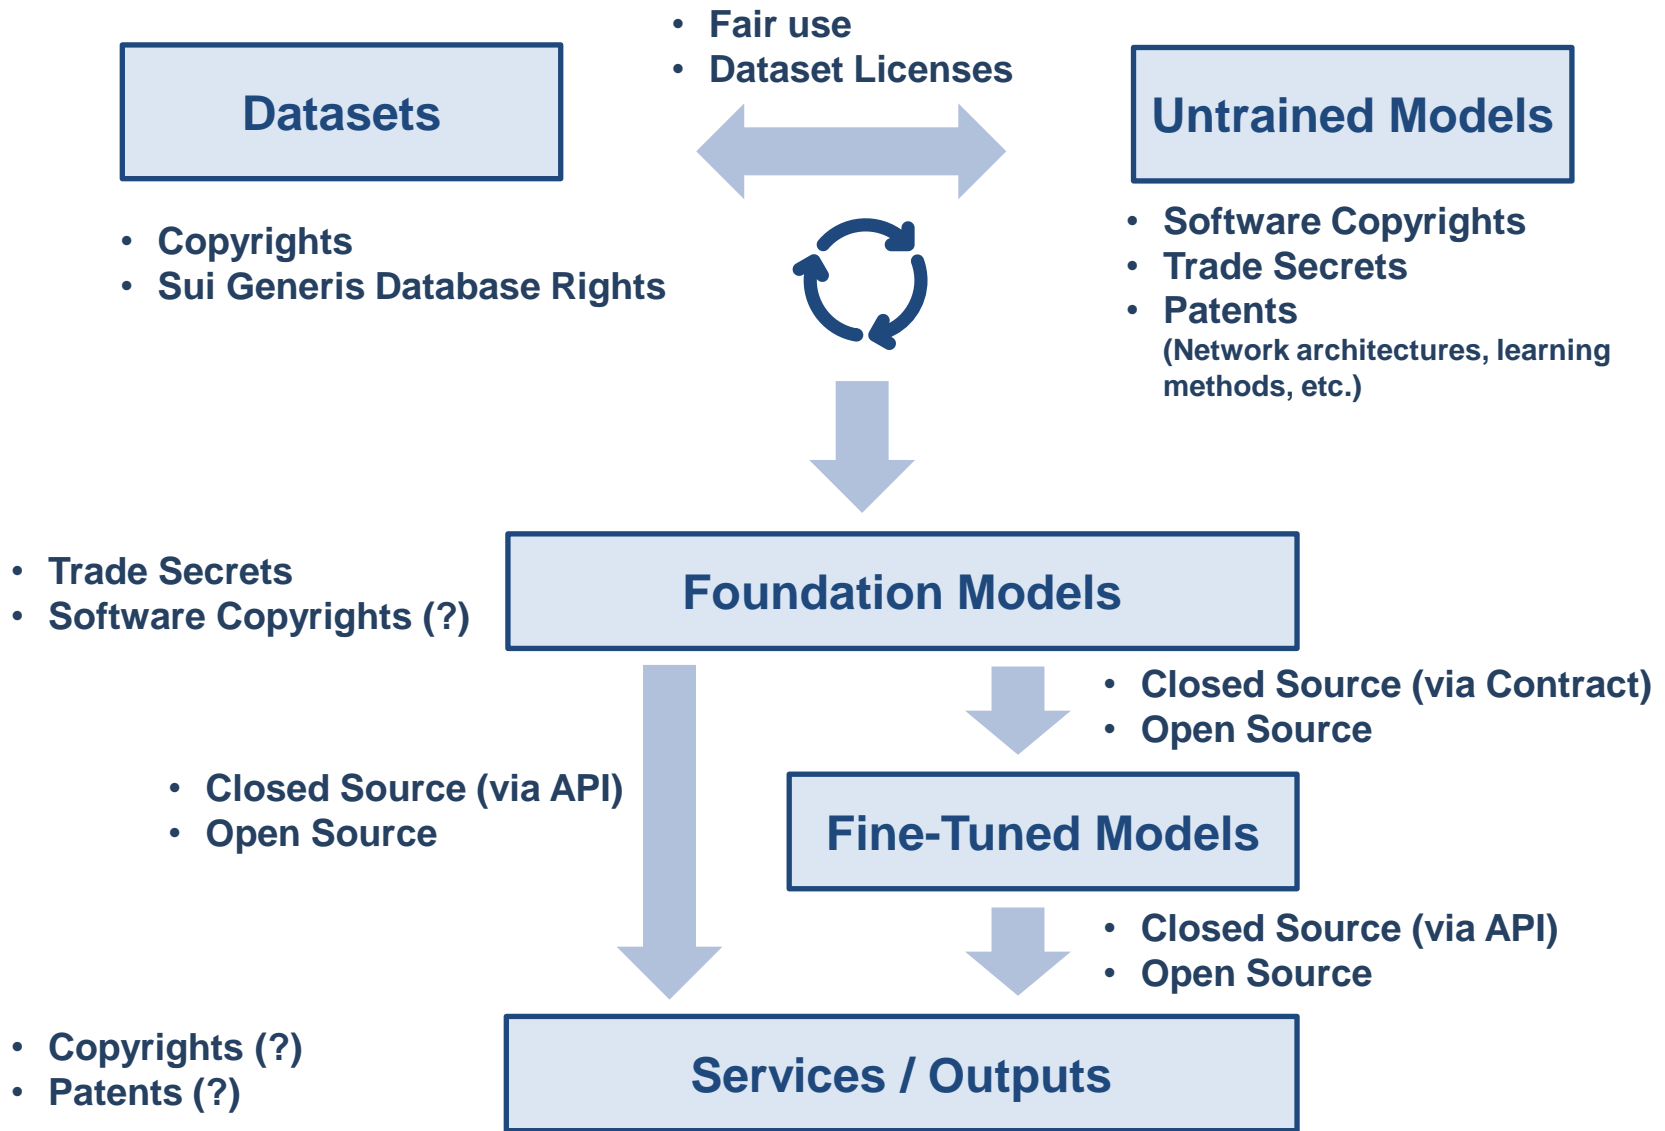 • Fair use
• Dataset Licenses
Datasets
Untrained Models
• Copyrights
• Sui Generis Database Rights
• Software Copyrights
• Trade Secrets
• Patents
(Network architectures, learning
methods, etc.)
• Trade Secrets
• Software Copyrights (?)
Foundation Models
• Closed Source (via Contract)
• Open Source
• Closed Source (via API)
• Open Source
Fine-Tuned Models
• Closed Source (via API)
• Open Source
• Copyrights (?)
• Patents (?)
Services / Outputs